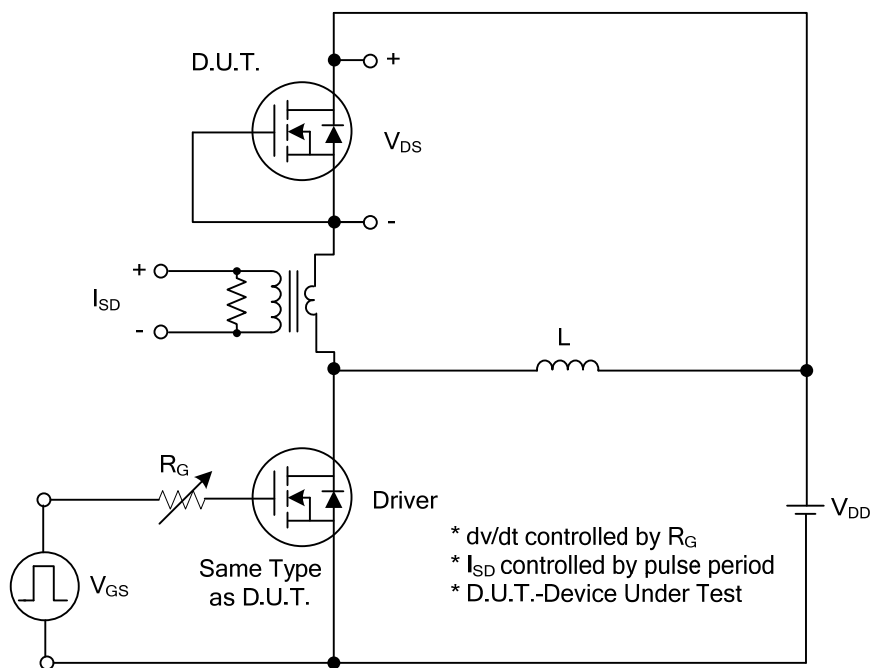 D.U.T.
+
V_DS
-
+
I_SD
-
L
R_G
Driver
V_DD
V_GS
Same Type
as D.U.T.
* dv/dt controlled by R_G
* I_SD controlled by pulse period
* D.U.T.-Device Under Test